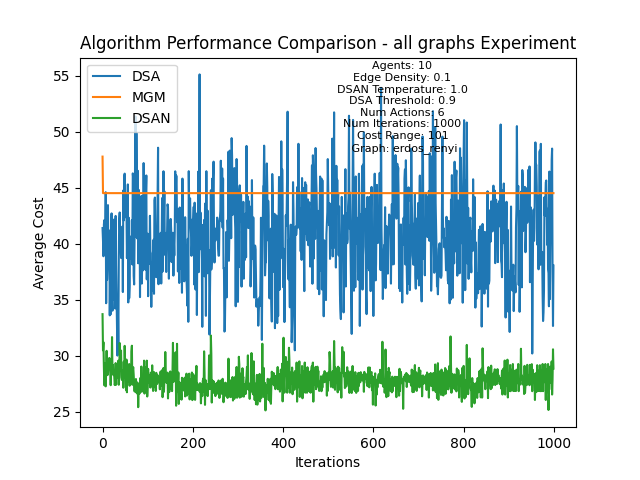 Algorithm Performance Comparison - all graphs Experiment
DSA
MGM
DSAN
Agents: 10
Edge Density: 0.1
DSAN Temperature: 1.0
DSA Threshold: 0.9
Num Actions: 6
Num Iterations: 1000
Cost Range: 101
Graph: erdos_renyi
Average Cost
55
50
45
40
35
30
25
0 200 400 600 800 1000
Iterations